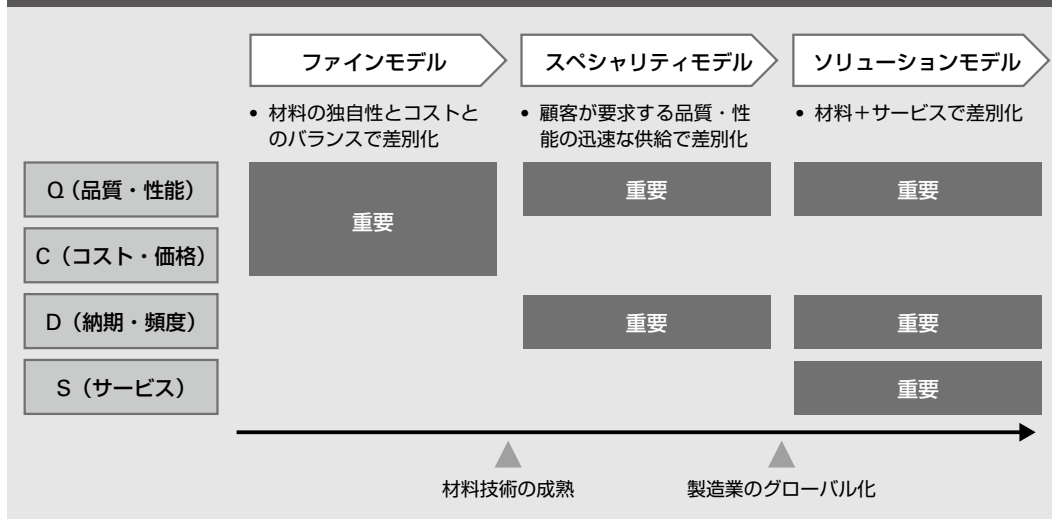 ファインモデル
スペシャリティモデル
ソリューションモデル
• 材料の独自性とコストと
のバランスで差別化
• 顧客が要求する品質・性
能の迅速な供給で差別化
• 材料＋サービスで差別化
Q（品質・性能）
重要
重要
重要
C（コスト・価格）
D（納期・頻度）
重要
重要
S（サービス）
重要
材料技術の成熟
製造業のグローバル化